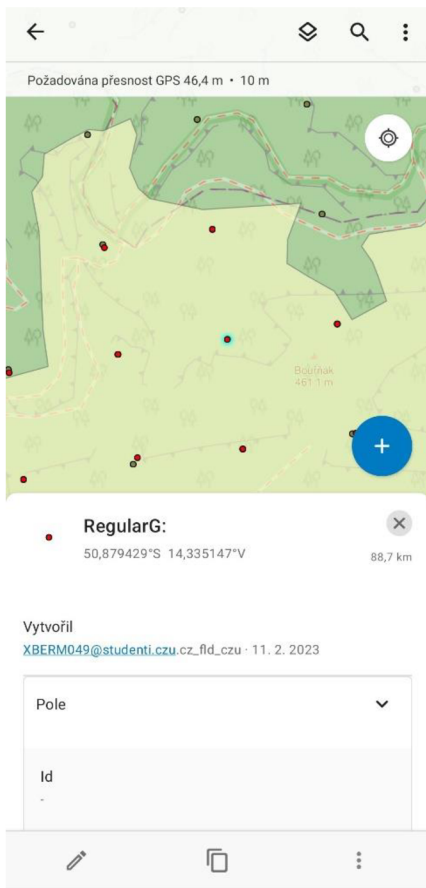 Požadována přesnost GPS 46,4 m • 10 m
Bouřňák
461.1 m
RegularG:
50,879429°S 14,335147°V
88,7 km
Vytvořil
XBERM049@studenti.czu.cz_fld_czu · 11. 2. 2023
Pole
Id
-